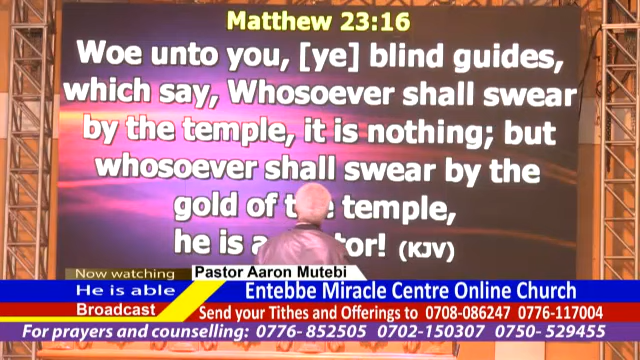 Matthew 23:16
Woe unto you, [ye] blind guides,
which say, Whosoever shall swear
by the temple, it is nothing; but
whosoever shall swear by the
gold of temple,
he is a
(KJV)
Now watching
Pastor Aaron Mutebi
He is able
Entebbe Miracle Centre Online Church
Broadcast
Send your Tithes and Offerings to 0708-086247 0776-117004
For prayers and counselling: 0776- 852505 0702-150307 0750- 529455